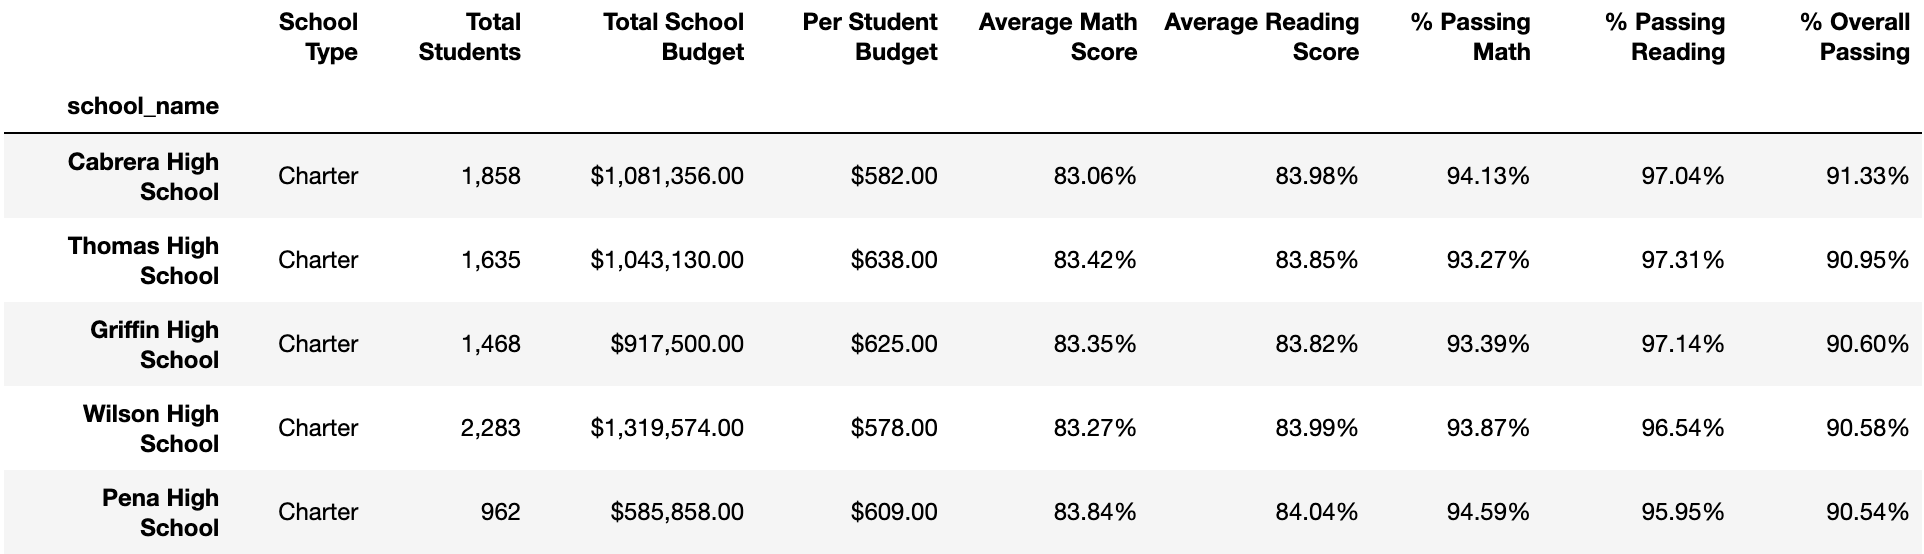 School Type Total Students Total School Budget Per Student Budget Average Math Score Average Reading Score % Passing Math % Passing Reading % Overall Passing
school_name
Cabrera High School Charter 1,858 $1,081,356.00 $582.00 83.06% 83.98% 94.13% 97.04% 91.33%
Thomas High School Charter 1,635 $1,043,130.00 $638.00 83.42% 83.85% 93.27% 97.31% 90.95%
Griffin High School Charter 1,468 $917,500.00 $625.00 83.35% 83.82% 93.39% 97.14% 90.60%
Wilson High School Charter 2,283 $1,319,574.00 $578.00 83.27% 83.99% 93.87% 96.54% 90.58%
Pena High School Charter 962 $585,858.00 $609.00 83.84% 84.04% 94.59% 95.95% 90.54%